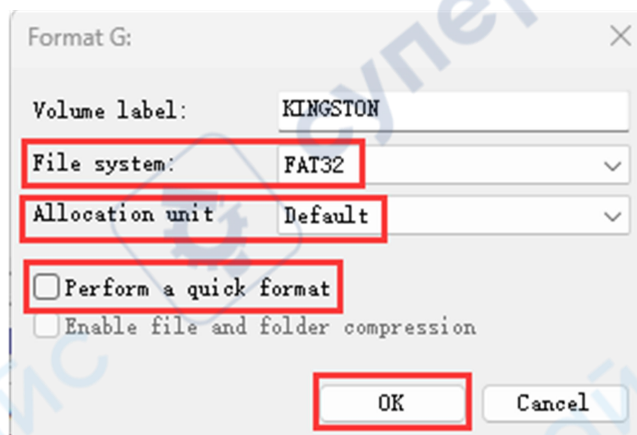 Format G:
Volume label: KINGSTON
File system: FAT32
Allocation unit Default
Perform a quick format
Enable file and folder compression
OK Cancel